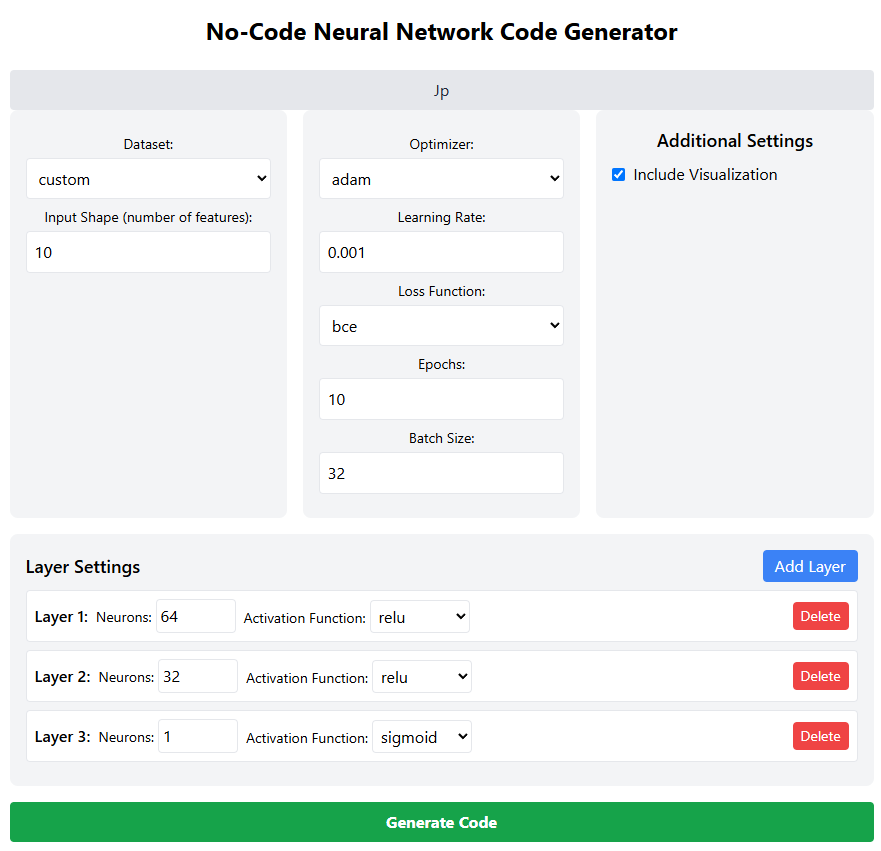 No-Code Neural Network Code Generator
Jp
Dataset:
custom
Input Shape (number of features):
10
Optimizer:
adam
Learning Rate:
0.001
Loss Function:
bce
Epochs:
10
Batch Size:
32
Additional Settings
Include Visualization
Layer Settings
Add Layer
Layer 1: Neurons: 64 Activation Function: relu Delete
Layer 2: Neurons: 32 Activation Function: relu Delete
Layer 3: Neurons: 1 Activation Function: sigmoid Delete
Generate Code